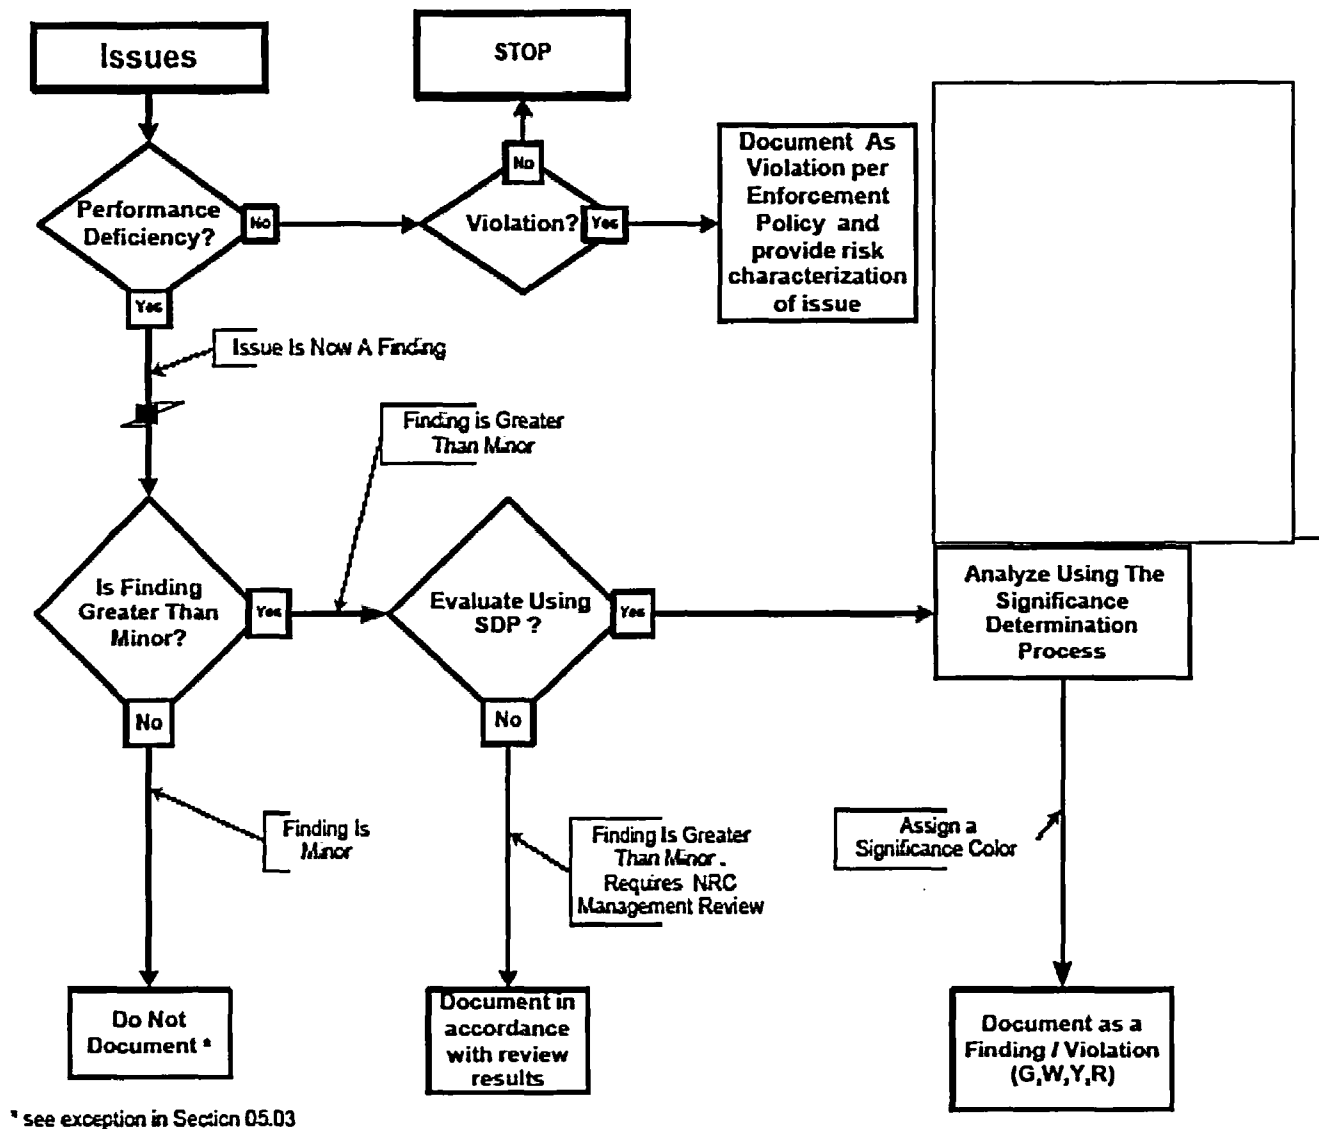 Issues
STOP
Performance
Deficiency?
No
Yes
Violation?
No
Yes
Document As
Violation per
Enforcement
Policy and
provide risk
characterization
of issue
Issue Is Now A Finding
Finding is Greater
Than Minor
Is Finding
Greater Than
Minor?
Yes
No
Evaluate Using
SDP ?
Yes
No
Analyze Using The
Significance
Determination
Process
Finding Is
Minor
Finding Is Greater
Than Minor .
Requires NRC
Management Review
Assign a
Significance Color
Do Not
Document *
Document in
accordance
with review
results
Document as a
Finding / Violation
(G,W,Y,R)
* see exception in Section 05.03